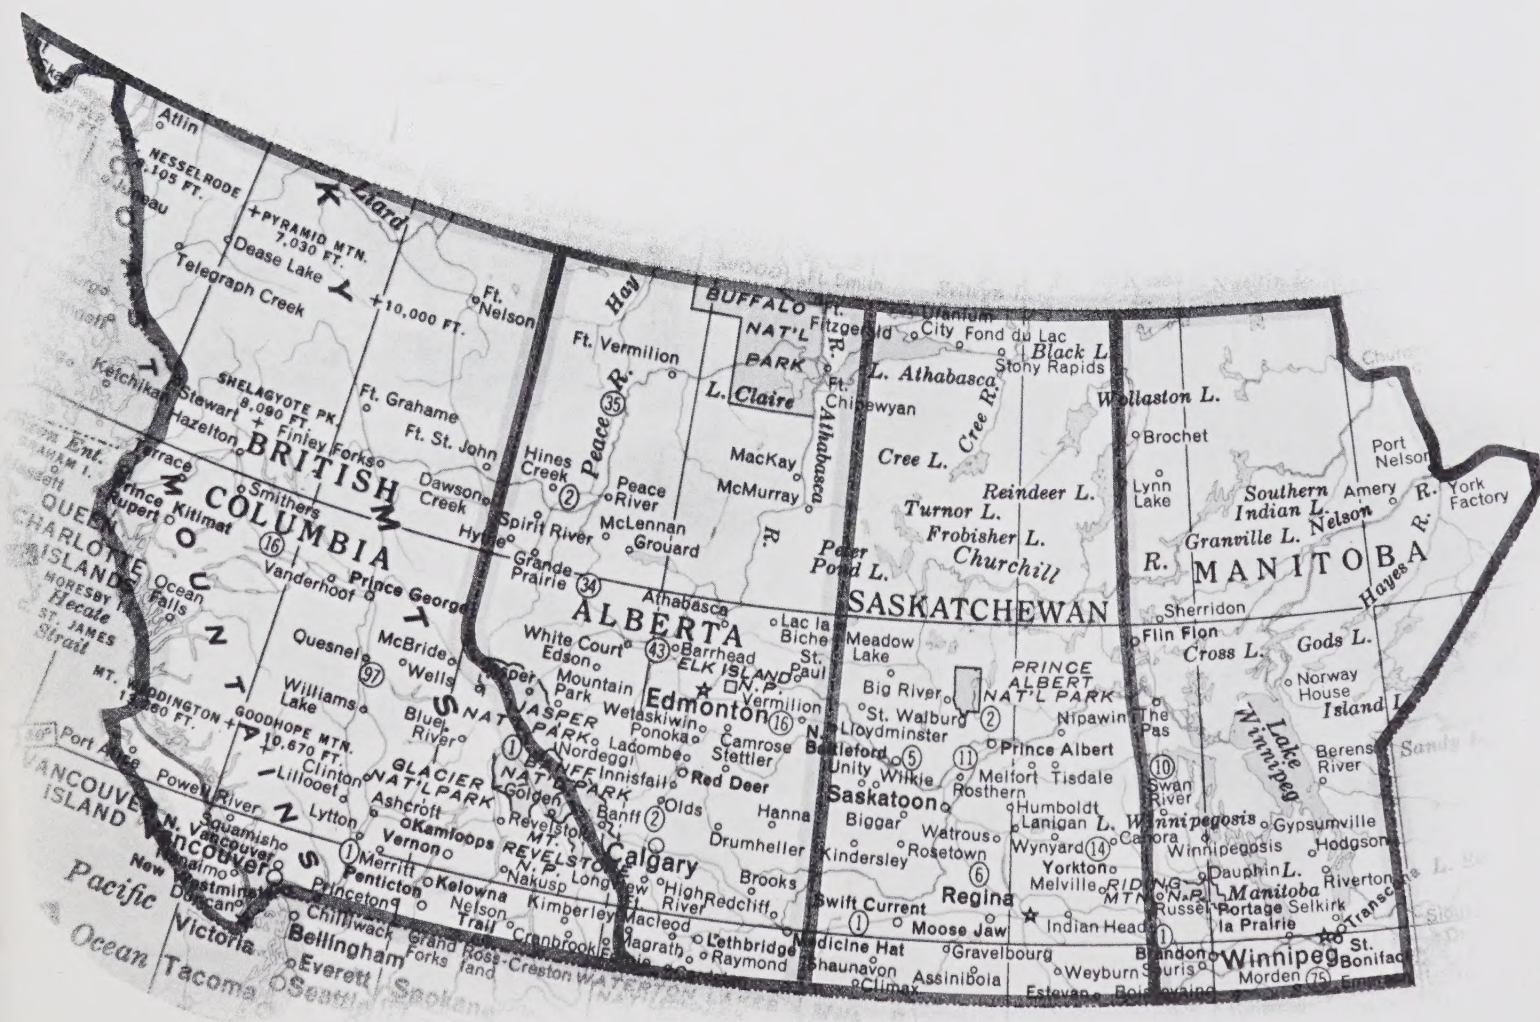 Atlin
NESSELRODE
8,105 FT.
Juneau
+PYRAMID MTN.
7,030 FT.
Liard
Dease Lake
Telegraph Creek
+10,000 FT.
Ft.
Nelson
Ketchikan
Stewart
SHELAGYOTE PK.
8,090 FT.
+
Hazelton
Finley Forks
Ft. Grahame
Ft. St. John
BRITISH
COLUMBIA
Terrace
Smithers
Dawson
Creek
Prince
Rupert
Kitimat
16
Vanderhoof
Prince George
QUEEN
CHARLOTTE
ISLANDS
MORESBY I.
Hecate
ST. JAMES
Strait
Ocean
Falls
Quesnel
McBride
Wells
97
Williams
Lake
Blue
River
MT. WADDINGTON +
GOODHOPE MTN.
10,670 FT.
Clinton
Lillooet
GLACIER
NAT'L PARK
Ashcroft
Lytton
Kamloops
Vernon
Merritt
1
Port Alice
Powell River
VANCOUVER
ISLAND
Squamish
N. Vancouver
Vancouver
Nanaimo
New Westminster
Duncan
Victoria
Princeton
Penticton
Kelowna
Nelson
Trail
Nakusp
Kimberley
Cranbrook
Creston
Chilliwack
Grand
Forks
Ross-
land
Revelstoke
MT.
REVELSTOKE
N. P.
Golden
Pacific
Ocean
Bellingham
Everett
Seattle
Tacoma
Spokane
MOUNTAINS
Hay
R.
BUFFALO
NAT'L
PARK
L. Claire
Ft.
Fitzgerald
Ft. Vermilion
35
Peace
R.
Ft.
Chipewyan
Athabasca
R.
Hines
Creek
2
Peace
River
MacKay
McMurray
Spirit River
McLennan
Grouard
Hythe
Grande
Prairie
34
Athabasca
ALBERTA
Lac la
Biche
White Court
43
Barrhead
Edson
ELK ISLAND
N.P.
St.
Paul
Mountain
Park
Edmonton
16
Vermilion
JASPER
NAT'L
PARK
Wetaskiwin
Ponoka
Camrose
Nordegg
Lacombe
Stettler
1
BANFF
NAT'L PARK
Innisfail
Red Deer
Banff
2
Olds
Hanna
Drumheller
Calgary
Longview
High
River
Redcliff
Brooks
Ft.
Macleod
Magrath
Lethbridge
Raymond
Medicine Hat
WATERTON LAKES
Uranium
City
Fond du Lac
Black L.
Stony Rapids
L. Athabasca
Cree R.
Cree L.
Wollaston L.
Reindeer L.
Turnor L.
Frobisher L.
Churchill
R.
Peter
Pond L.
SASKATCHEWAN
Meadow
Lake
Big River
PRINCE
ALBERT
NAT'L PARK
2
St. Walburg
Lloydminster
Nipawin
N.
Battleford
5
11
Prince Albert
Unity
Wilkie
Melfort
Tisdale
Rosthern
Saskatoon
Humboldt
Biggar
Lanigan
Watrous
Wynyard
14
Canora
Kindersley
Rosetown
6
Yorkton
Melville
Regina
Swift Current
1
Moose Jaw
Indian Head
Gravelbourg
Shaunavon
Assiniboia
Weyburn
Climax
Estevan
Brochet
Lynn
Lake
Port
Nelson
York
Factory
Southern
Indian L.
Amery
Nelson
R.
Granville L.
MANITOBA
Hayes
R.
Sherridon
Flin Flon
Cross L.
Gods L.
Norway
House
Island L.
The
Pas
Lake
Winnipeg
Berens
River
10
Swan
River
L. Winnipegosis
Winnipegosis
Gypsumville
Hodgson
RIDING
MTN. N.P.
Dauphin
L.
Manitoba
Riverton
Russell
Portage
la Prairie
Selkirk
1
Brandon
Winnipeg
St.
Boniface
Souris
Morden
75
Emerson